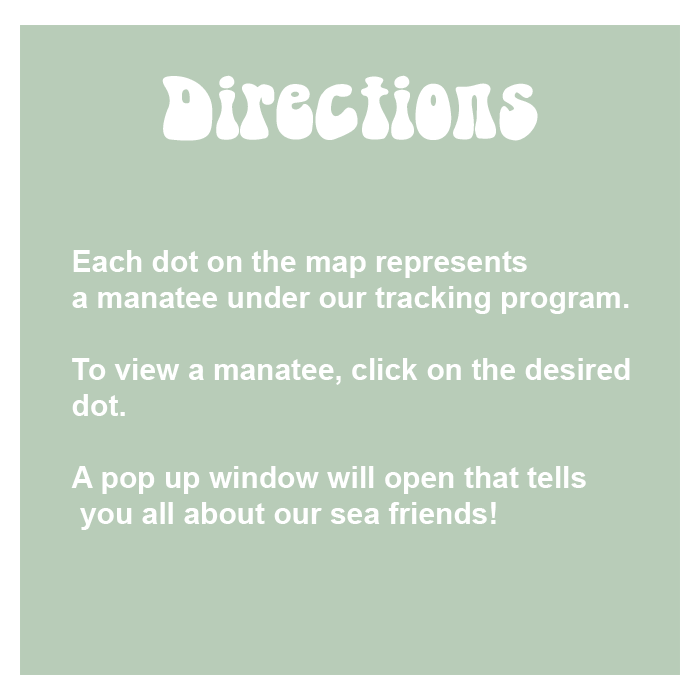 Directions
Each dot on the map represents
a manatee under our tracking program.
To view a manatee, click on the desired
dot.
A pop up window will open that tells
you all about our sea friends!